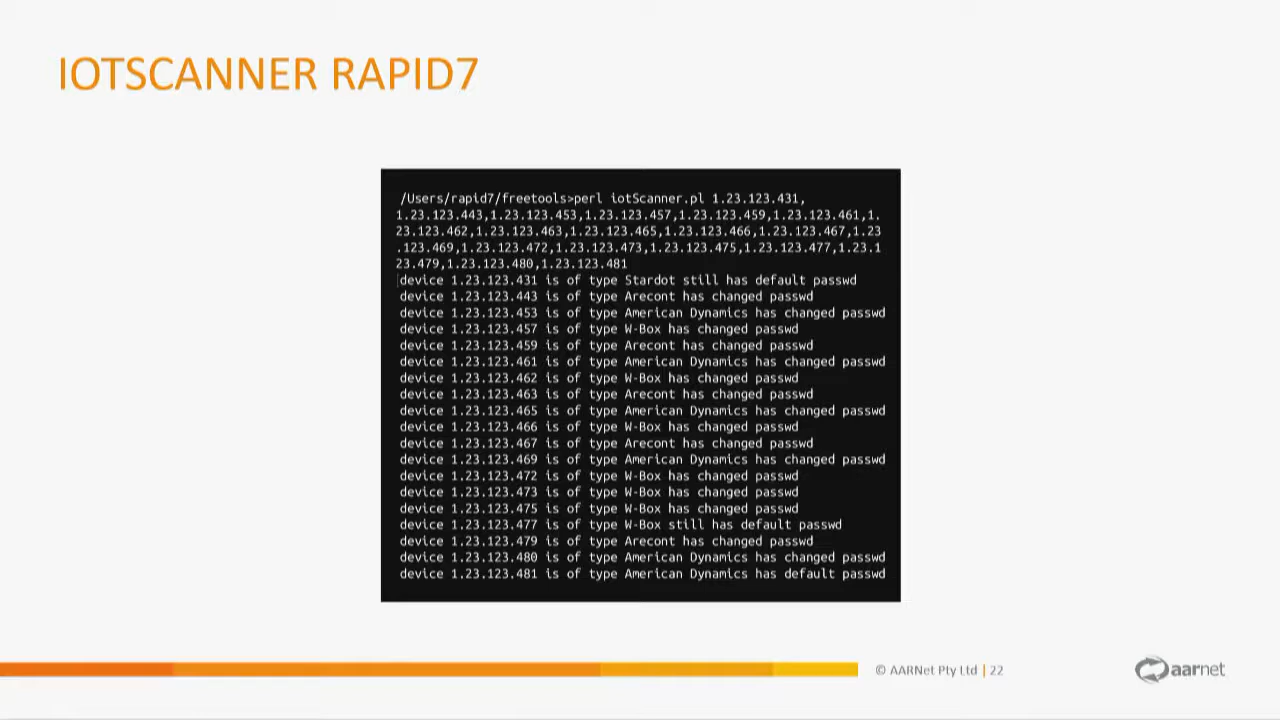 IOTSCANNER RAPID7
/Users/rapid7/freetools>perl iotScanner.pl 1.23.123.431,
1.23.123.443,1.23.123.453,1.23.123.457,1.23.123.459,1.23.123.461,1.
23.123.462,1.23.123.463,1.23.123.465,1.23.123.466,1.23.123.467,1.23
.123.469,1.23.123.472,1.23.123.473,1.23.123.475,1.23.123.477,1.23.1
23.479,1.23.123.480,1.23.123.481
device 1.23.123.431 is of type Stardot still has default passwd
device 1.23.123.443 is of type Arecont has changed passwd
device 1.23.123.453 is of type American Dynamics has changed passwd
device 1.23.123.457 is of type W-Box has changed passwd
device 1.23.123.459 is of type Arecont has changed passwd
device 1.23.123.461 is of type American Dynamics has changed passwd
device 1.23.123.462 is of type W-Box has changed passwd
device 1.23.123.463 is of type Arecont has changed passwd
device 1.23.123.465 is of type American Dynamics has changed passwd
device 1.23.123.466 is of type W-Box has changed passwd
device 1.23.123.467 is of type Arecont has changed passwd
device 1.23.123.469 is of type American Dynamics has changed passwd
device 1.23.123.472 is of type W-Box has changed passwd
device 1.23.123.473 is of type W-Box has changed passwd
device 1.23.123.475 is of type W-Box has changed passwd
device 1.23.123.477 is of type W-Box still has default passwd
device 1.23.123.479 is of type Arecont has changed passwd
device 1.23.123.480 is of type American Dynamics has changed passwd
device 1.23.123.481 is of type American Dynamics has default passwd
© AARNet Pty Ltd | 22
aarnet